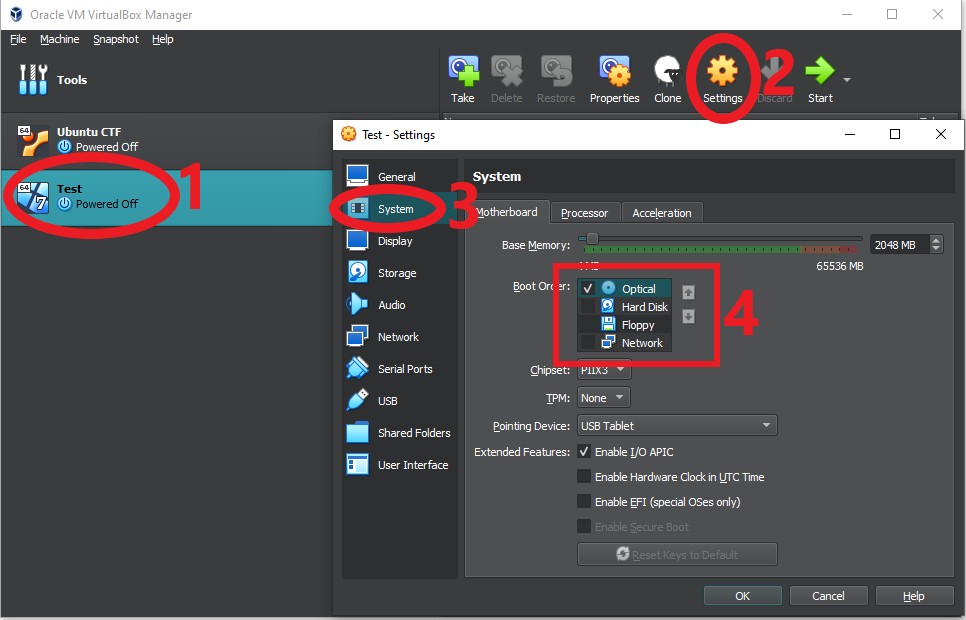 Oracle VM VirtualBox Manager
File Machine Snapshot Help
Tools
Take Delete Restore Properties Clone Settings Discard Start
2
64
Ubuntu CTF
Powered Off
64
7
Test
Powered Off
1
Test - Settings
General
System
Display
Storage
Audio
Network
Serial Ports
USB
Shared Folders
User Interface
3
System
Motherboard Processor Acceleration
Base Memory: 2048 MB
65536 MB
Boot Order: Optical
Hard Disk
Floppy
Network
4
Chipset: PIIX3
TPM: None
Pointing Device: USB Tablet
Extended Features: Enable I/O APIC
Enable Hardware Clock in UTC Time
Enable EFI (special OSes only)
Enable Secure Boot
Reset Keys to Default
OK Cancel Help